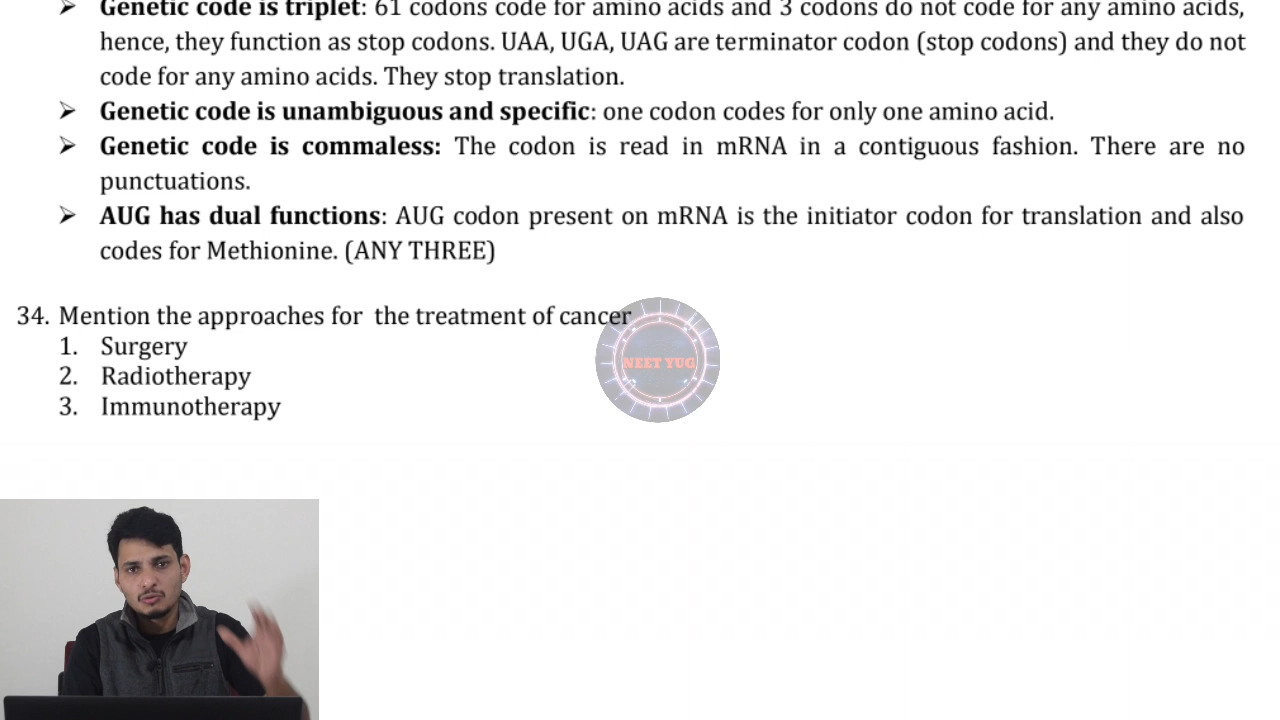 ➢ Genetic code is triplet: 61 codons code for amino acids and 3 codons do not code for any amino acids,
hence, they function as stop codons. UAA, UGA, UAG are terminator codon (stop codons) and they do not
code for any amino acids. They stop translation.
➢ Genetic code is unambiguous and specific: one codon codes for only one amino acid.
➢ Genetic code is commaless: The codon is read in mRNA in a contiguous fashion. There are no
punctuations.
➢ AUG has dual functions: AUG codon present on mRNA is the initiator codon for translation and also
codes for Methionine. (ANY THREE)
34. Mention the approaches for the treatment of cancer
1. Surgery
2. Radiotherapy
3. Immunotherapy
NEET YUG